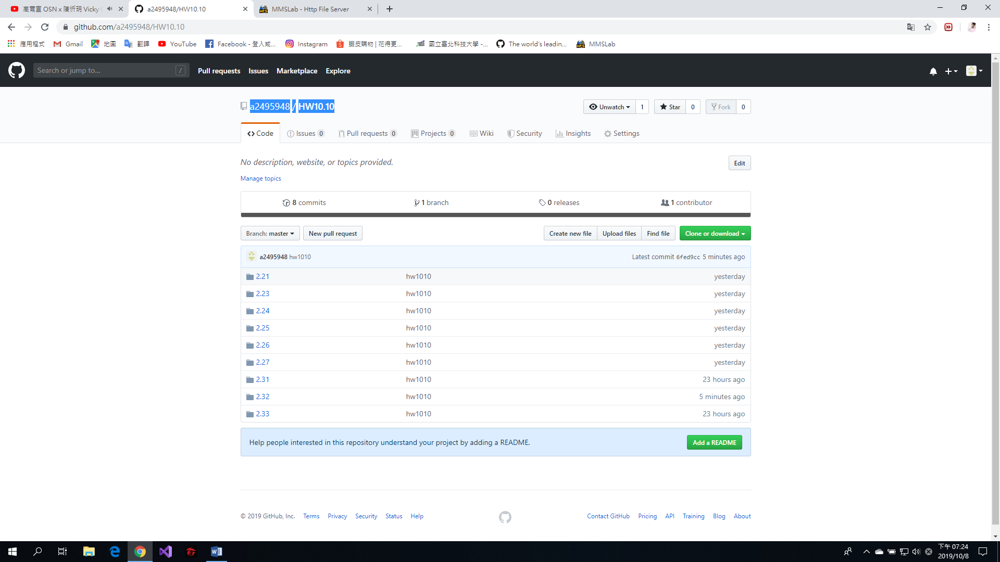 高爾宣 OSN x 陳忻玥 Vicky
a2495948/HW10.10
MMSLab - Http File Server
github.com/a2495948/HW10.10
應用程式 Gmail 地圖 翻譯 YouTube Facebook - 登入或... Instagram 蝦皮購物 | 花得更... 國立臺北科技大學 -... The world's leadin... MMSLab
Search or jump to... / Pull requests Issues Marketplace Explore
a2495948 / HW10.10
Unwatch 1 Star 0 Fork 0
Code Issues 0 Pull requests 0 Projects 0 Wiki Security Insights Settings
No description, website, or topics provided.
Edit
Manage topics
8 commits 1 branch 0 releases 1 contributor
Branch: master New pull request Create new file Upload files Find file Clone or download
a2495948 hw1010 Latest commit 6fed9cc 5 minutes ago
2.21 hw1010 yesterday
2.23 hw1010 yesterday
2.24 hw1010 yesterday
2.25 hw1010 yesterday
2.26 hw1010 yesterday
2.27 hw1010 yesterday
2.31 hw1010 23 hours ago
2.32 hw1010 5 minutes ago
2.33 hw1010 23 hours ago
Help people interested in this repository understand your project by adding a README. Add a README
© 2019 GitHub, Inc. Terms Privacy Security Status Help Contact GitHub Pricing API Training Blog About
下午 07:24
2019/10/8